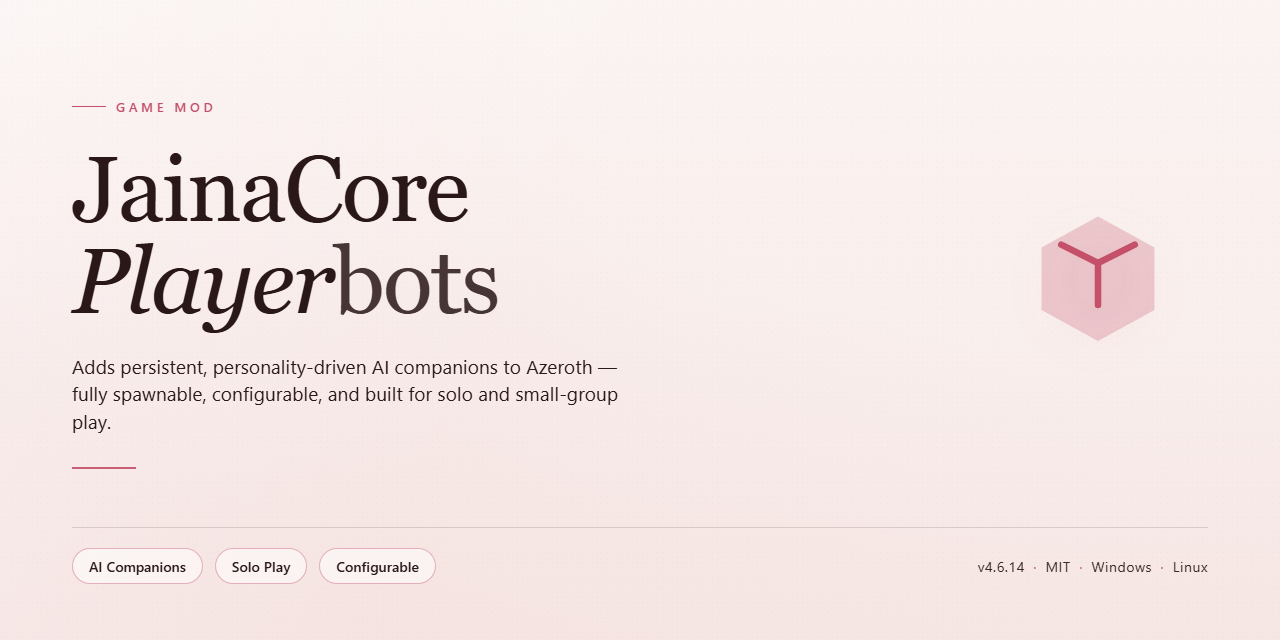 GAME MOD
JainaCore
Playerbots
Adds persistent, personality-driven AI companions to Azeroth —
fully spawnable, configurable, and built for solo and small-group
play.
AI Companions
Solo Play
Configurable
v4.6.14 · MIT · Windows · Linux